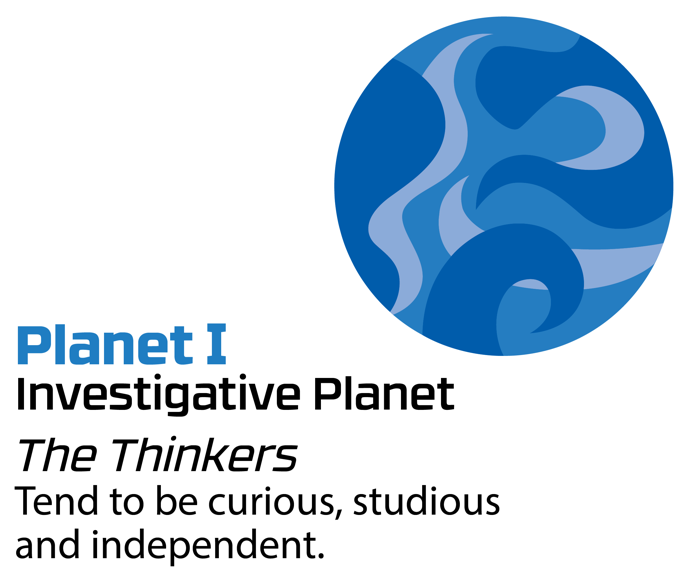 Planet I
Investigative Planet
The Thinkers
Tend to be curious, studious
and independent.